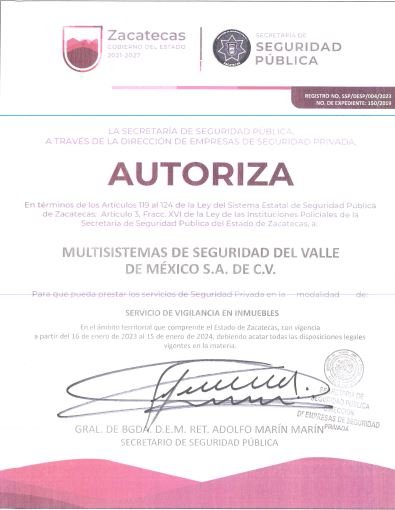 Zacatecas
GOBIERNO DEL ESTADO
2021-2027
SECRETARÍA DE
SEGURIDAD
PÚBLICA
REGISTRO NO. SSP/DESP/004/2023
NO. DE EXPEDIENTE: 150/2019
LA SECRETARÍA DE SEGURIDAD PÚBLICA,
A TRAVÉS DE LA DIRECCIÓN DE EMPRESAS DE SEGURIDAD PRIVADA,
AUTORIZA
En términos de los Artículos 119 al 124 de la Ley del Sistema Estatal de Seguridad Pública
de Zacatecas; Artículo 3, Fracc. XVI de la Ley de las Instituciones Policiales de la
Secretaría de Seguridad Pública del Estado de Zacatecas, a:
MULTISISTEMAS DE SEGURIDAD DEL VALLE
DE MÉXICO S.A. DE C.V.
Para que pueda prestar los servicios de Seguridad Privada en la modalidad de:
SERVICIO DE VIGILANCIA EN INMUEBLES
En el ámbito territorial que comprende el Estado de Zacatecas, con vigencia
a partir del 16 de enero de 2023 al 15 de enero de 2024, debiendo acatar todas las disposiciones legales
vigentes en la materia.
SECRETARÍA DE
SEGURIDAD PÚBLICA
DIRECCIÓN
D' EMPRESAS DE SEGURIDAD
PRIVADA
GRAL. DE BGDA. D.E.M. RET. ADOLFO MARÍN MARÍN
SECRETARIO DE SEGURIDAD PÚBLICA